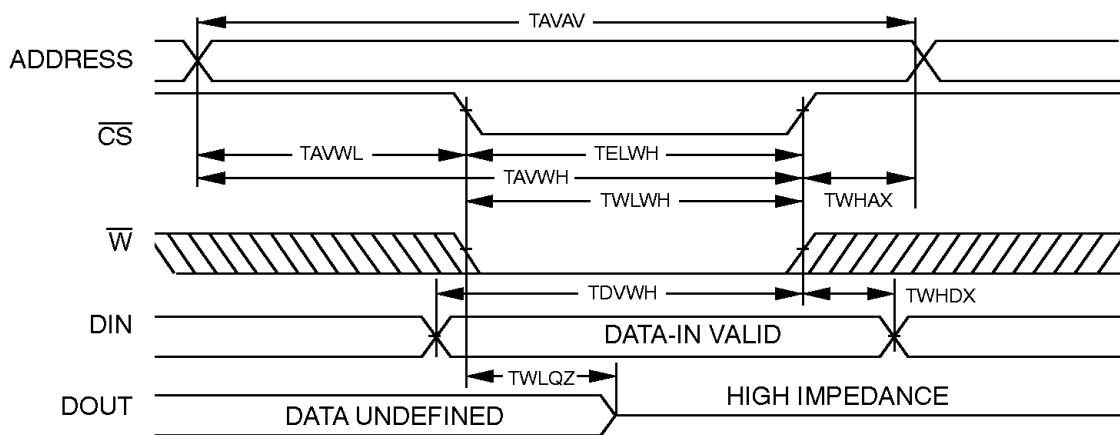 TAVAV
ADDRESS
CS
TAVWL
TELWH
TAVWH
TWHAX
TWLWH
W
TDVWH
TWHDX
DIN
DATA-IN VALID
TWLQZ
DOUT
DATA UNDEFINED
HIGH IMPEDANCE